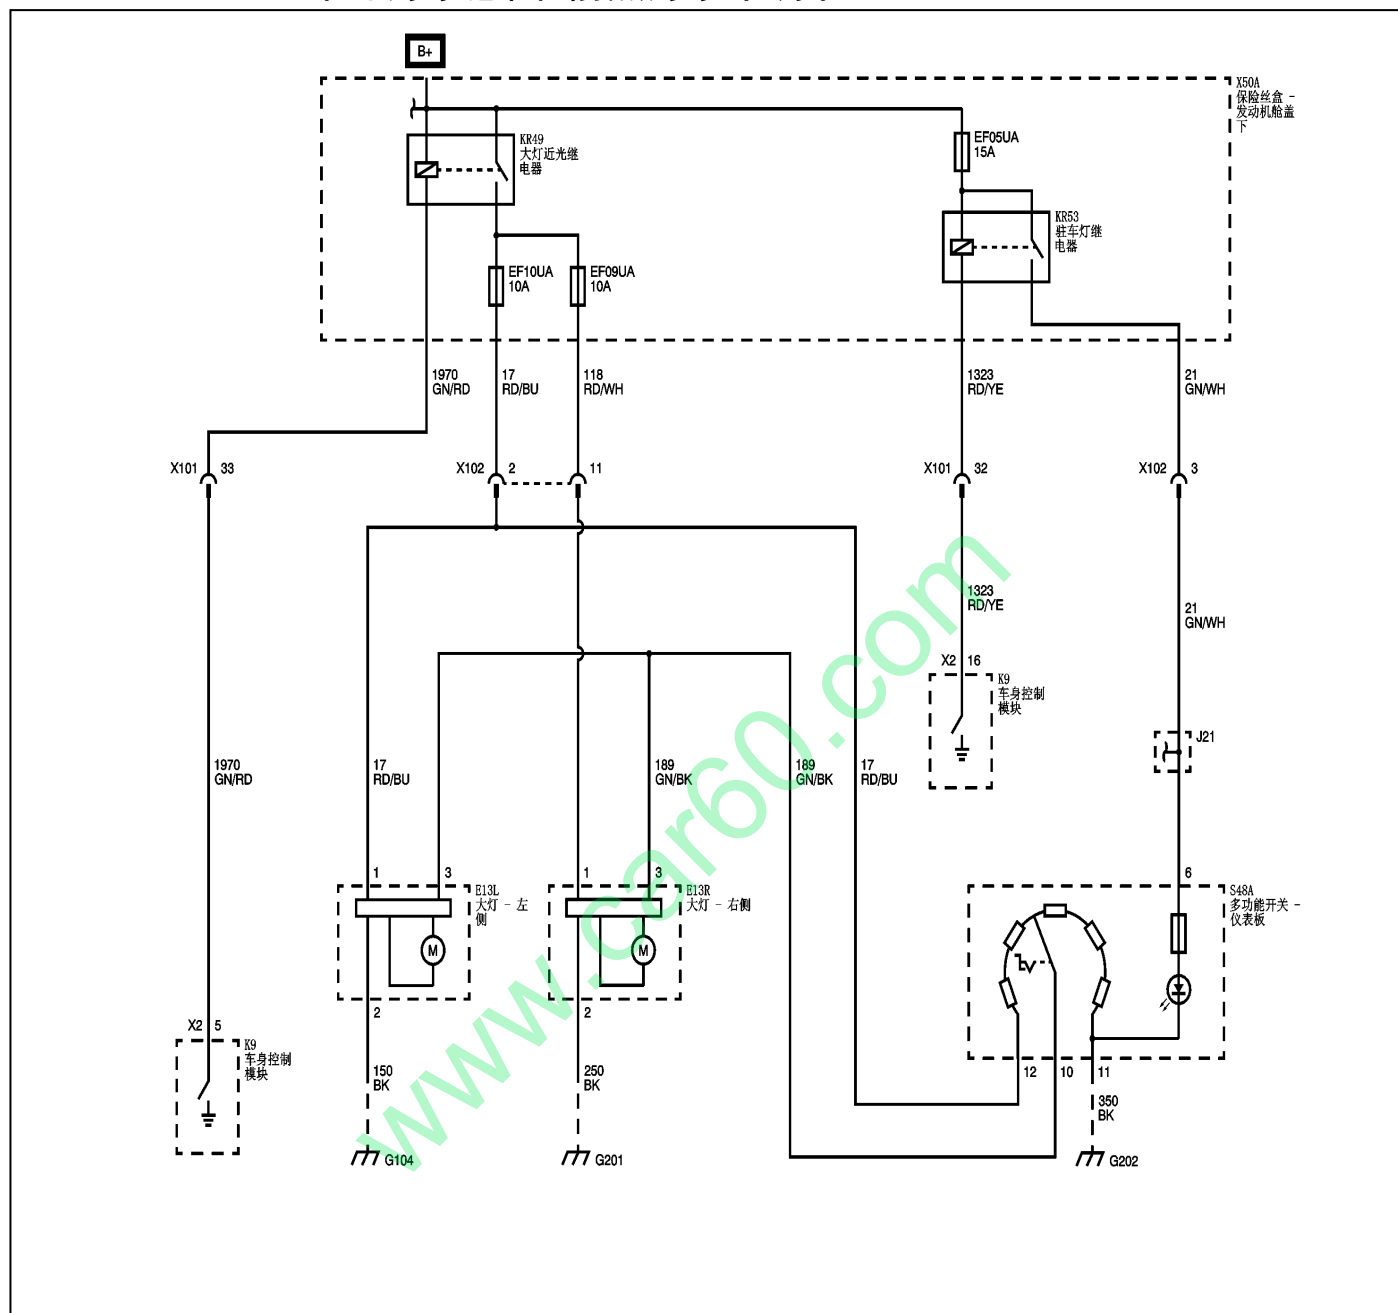 B+
X50A
保险丝盒 -
发动机舱盖
下
KR49
大灯近光继
电器
EF05UA
15A
KR53
驻车灯继
电器
EF10UA
10A
EF09UA
10A
1970
GN/RD
17
RD/BU
118
RD/WH
1323
RD/YE
21
GN/WH
X101 33
X102 2
11
X101 32
X102 3
1323
RD/YE
21
GN/WH
X2 16
K9
车身控制
模块
J21
1970
GN/RD
17
RD/BU
189
GN/BK
189
GN/BK
17
RD/BU
1
3
E13L
大灯 - 左
侧
1
3
E13R
大灯 - 右侧
6
S48A
多功能开关 -
仪表板
M
M
2
2
X2 5
K9
车身控制
模块
150
BK
250
BK
12
10
11
350
BK
G104
G201
G202
www.car60.com